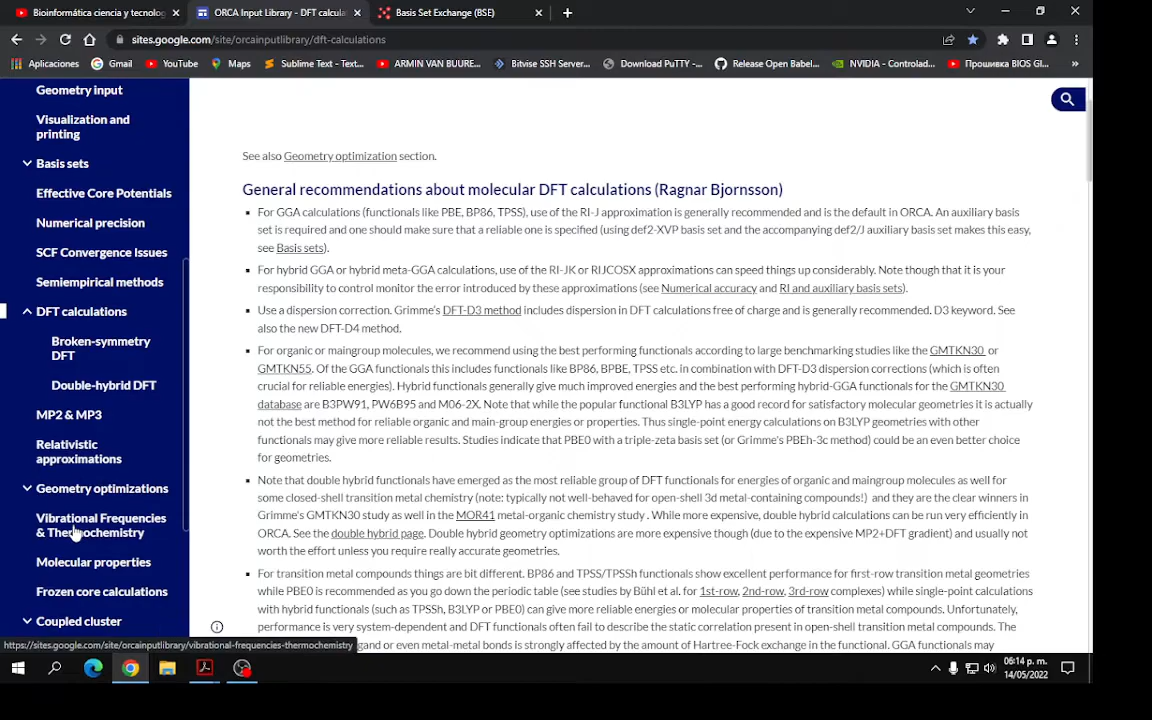 Bioinformática ciencia y tecnolog
ORCA Input Library - DFT calcula
Basis Set Exchange (BSE)
sites.google.com/site/orcainputlibrary/dft-calculations
Aplicaciones
Gmail
YouTube
Maps
Sublime Text - Text...
ARMIN VAN BUURE...
Bitvise SSH Server...
Download PuTTY -...
Release Open Babel...
NVIDIA - Controlad...
Прошивка BIOS GI...
Geometry input
Visualization and
printing
Basis sets
Effective Core Potentials
Numerical precision
SCF Convergence Issues
Semiempirical methods
DFT calculations
Broken-symmetry
DFT
Double-hybrid DFT
MP2 & MP3
Relativistic
approximations
Geometry optimizations
Vibrational Frequencies
& Thermochemistry
Molecular properties
Frozen core calculations
Coupled cluster
https://sites.google.com/site/orcainputlibrary/vibrational-frequencies-thermochemistry
See also Geometry optimization section.
General recommendations about molecular DFT calculations (Ragnar Bjornsson)
For GGA calculations (functionals like PBE, BP86, TPSS), use of the RI-J approximation is generally recommended and is the default in ORCA. An auxiliary basis
set is required and one should make sure that a reliable one is specified (using def2-XVP basis set and the accompanying def2/J auxiliary basis set makes this easy,
see Basis sets).
For hybrid GGA or hybrid meta-GGA calculations, use of the RI-JK or RIJCOSX approximations can speed things up considerably. Note though that it is your
responsibility to control monitor the error introduced by these approximations (see Numerical accuracy and RI and auxiliary basis sets).
Use a dispersion correction. Grimme's DFT-D3 method includes dispersion in DFT calculations free of charge and is generally recommended. D3 keyword. See
also the new DFT-D4 method.
For organic or maingroup molecules, we recommend using the best performing functionals according to large benchmarking studies like the GMTKN30 or
GMTKN55. Of the GGA functionals this includes functionals like BP86, BPBE, TPSS etc. in combination with DFT-D3 dispersion corrections (which is often
crucial for reliable energies). Hybrid functionals generally give much improved energies and the best performing hybrid-GGA functionals for the GMTKN30
database are B3PW91, PW6B95 and M06-2X. Note that while the popular functional B3LYP has a good record for satisfactory molecular geometries it is actually
not the best method for reliable organic and main-group energies or properties. Thus single-point energy calculations on B3LYP geometries with other
functionals may give more reliable results. Studies indicate that PBE0 with a triple-zeta basis set (or Grimme's PBEh-3c method) could be an even better choice
for geometries.
Note that double hybrid functionals have emerged as the most reliable group of DFT functionals for energies of organic and maingroup molecules as well for
some closed-shell transition metal chemistry (note: typically not well-behaved for open-shell 3d metal-containing compounds!) and they are the clear winners in
Grimme's GMTKN30 study as well in the MOR41 metal-organic chemistry study . While more expensive, double hybrid calculations can be run very efficiently in
ORCA. See the double hybrid page. Double hybrid geometry optimizations are more expensive though (due to the expensive MP2+DFT gradient) and usually not
worth the effort unless you require really accurate geometries.
For transition metal compounds things are bit different. BP86 and TPSS/TPSSh functionals show excellent performance for first-row transition metal geometries
while PBE0 is recommended as you go down the periodic table (see studies by Bühl et al. for 1st-row, 2nd-row, 3rd-row complexes) while single-point calculations
with hybrid functionals (such as TPSSh, B3LYP or PBE0) can give more reliable energies or molecular properties of transition metal compounds. Unfortunately,
performance is very system-dependent and DFT functionals often fail to describe the static correlation present in open-shell transition metal compounds. The
gand or even metal-metal bonds is strongly affected by the amount of Hartree-Fock exchange in the functional. GGA functionals may
06:14 p. m.
14/05/2022